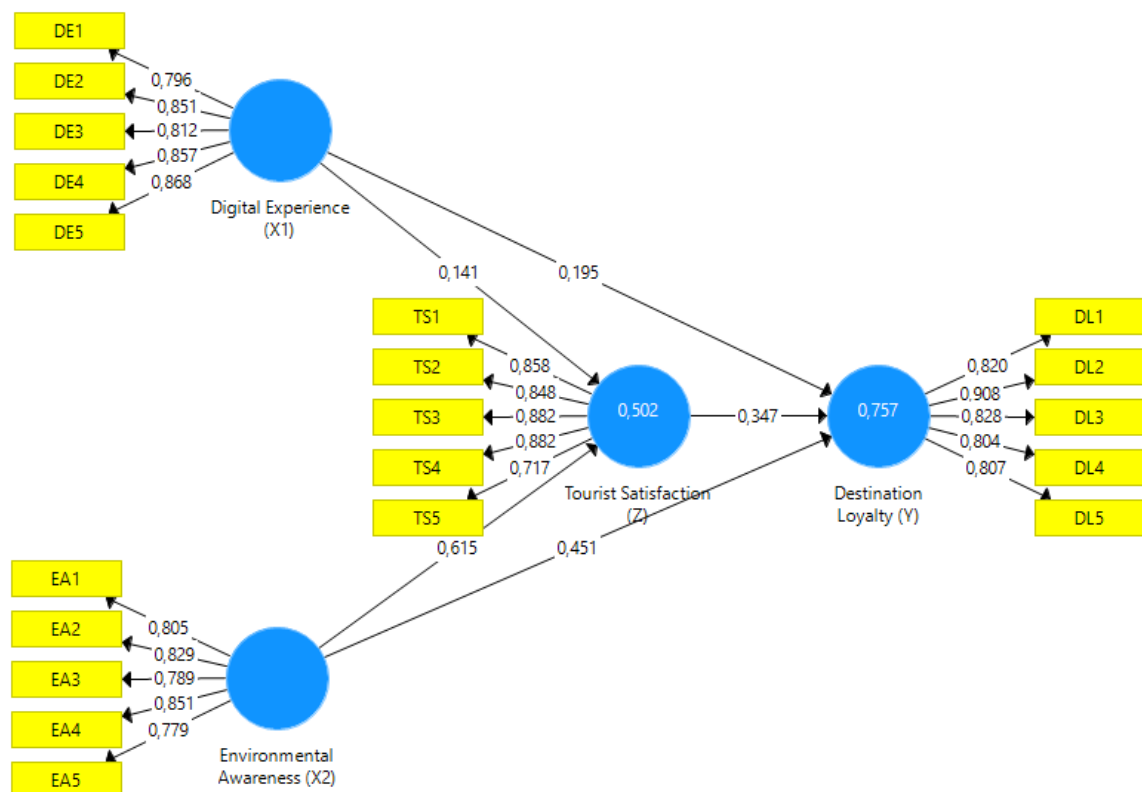 DE1
0,796
DE2
0,851
DE3
0,812
DE4
0,857
0,868
DE5
Digital Experience
(X1)
0,141
0,195
TS1
0,858
TS2
0,848
TS3
0,882
TS4
0,882
0,717
TS5
0,502
0,347
0,757
Tourist Satisfaction
(Z)
Destination
Loyalty (Y)
DL1
0,820
DL2
0,908
DL3
0,828
DL4
0,804
0,807
DL5
0,615
0,451
EA1
0,805
EA2
0,829
EA3
0,789
EA4
0,851
0,779
EA5
Environmental
Awareness (X2)